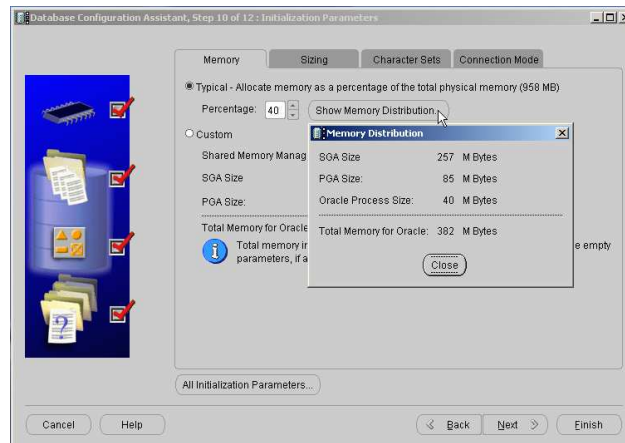 Database Configuration Assistant, Step 10 of 12 : Initialization Parameters
Memory
Sizing
Character Sets
Connection Mode
Typical - Allocate memory as a percentage of the total physical memory (958 MB)
Percentage: 40 Show Memory Distribution...
Custom
Shared Memory Manag
SGA Size
PGA Size:
Total Memory for Oracle
Total memory in
parameters, if a
e empty
Memory Distribution
SGA Size 257 M Bytes
PGA Size: 85 M Bytes
Oracle Process Size: 40 M Bytes
Total Memory for Oracle: 382 M Bytes
Close
All Initialization Parameters...
Cancel
Help
Back
Next
Finish